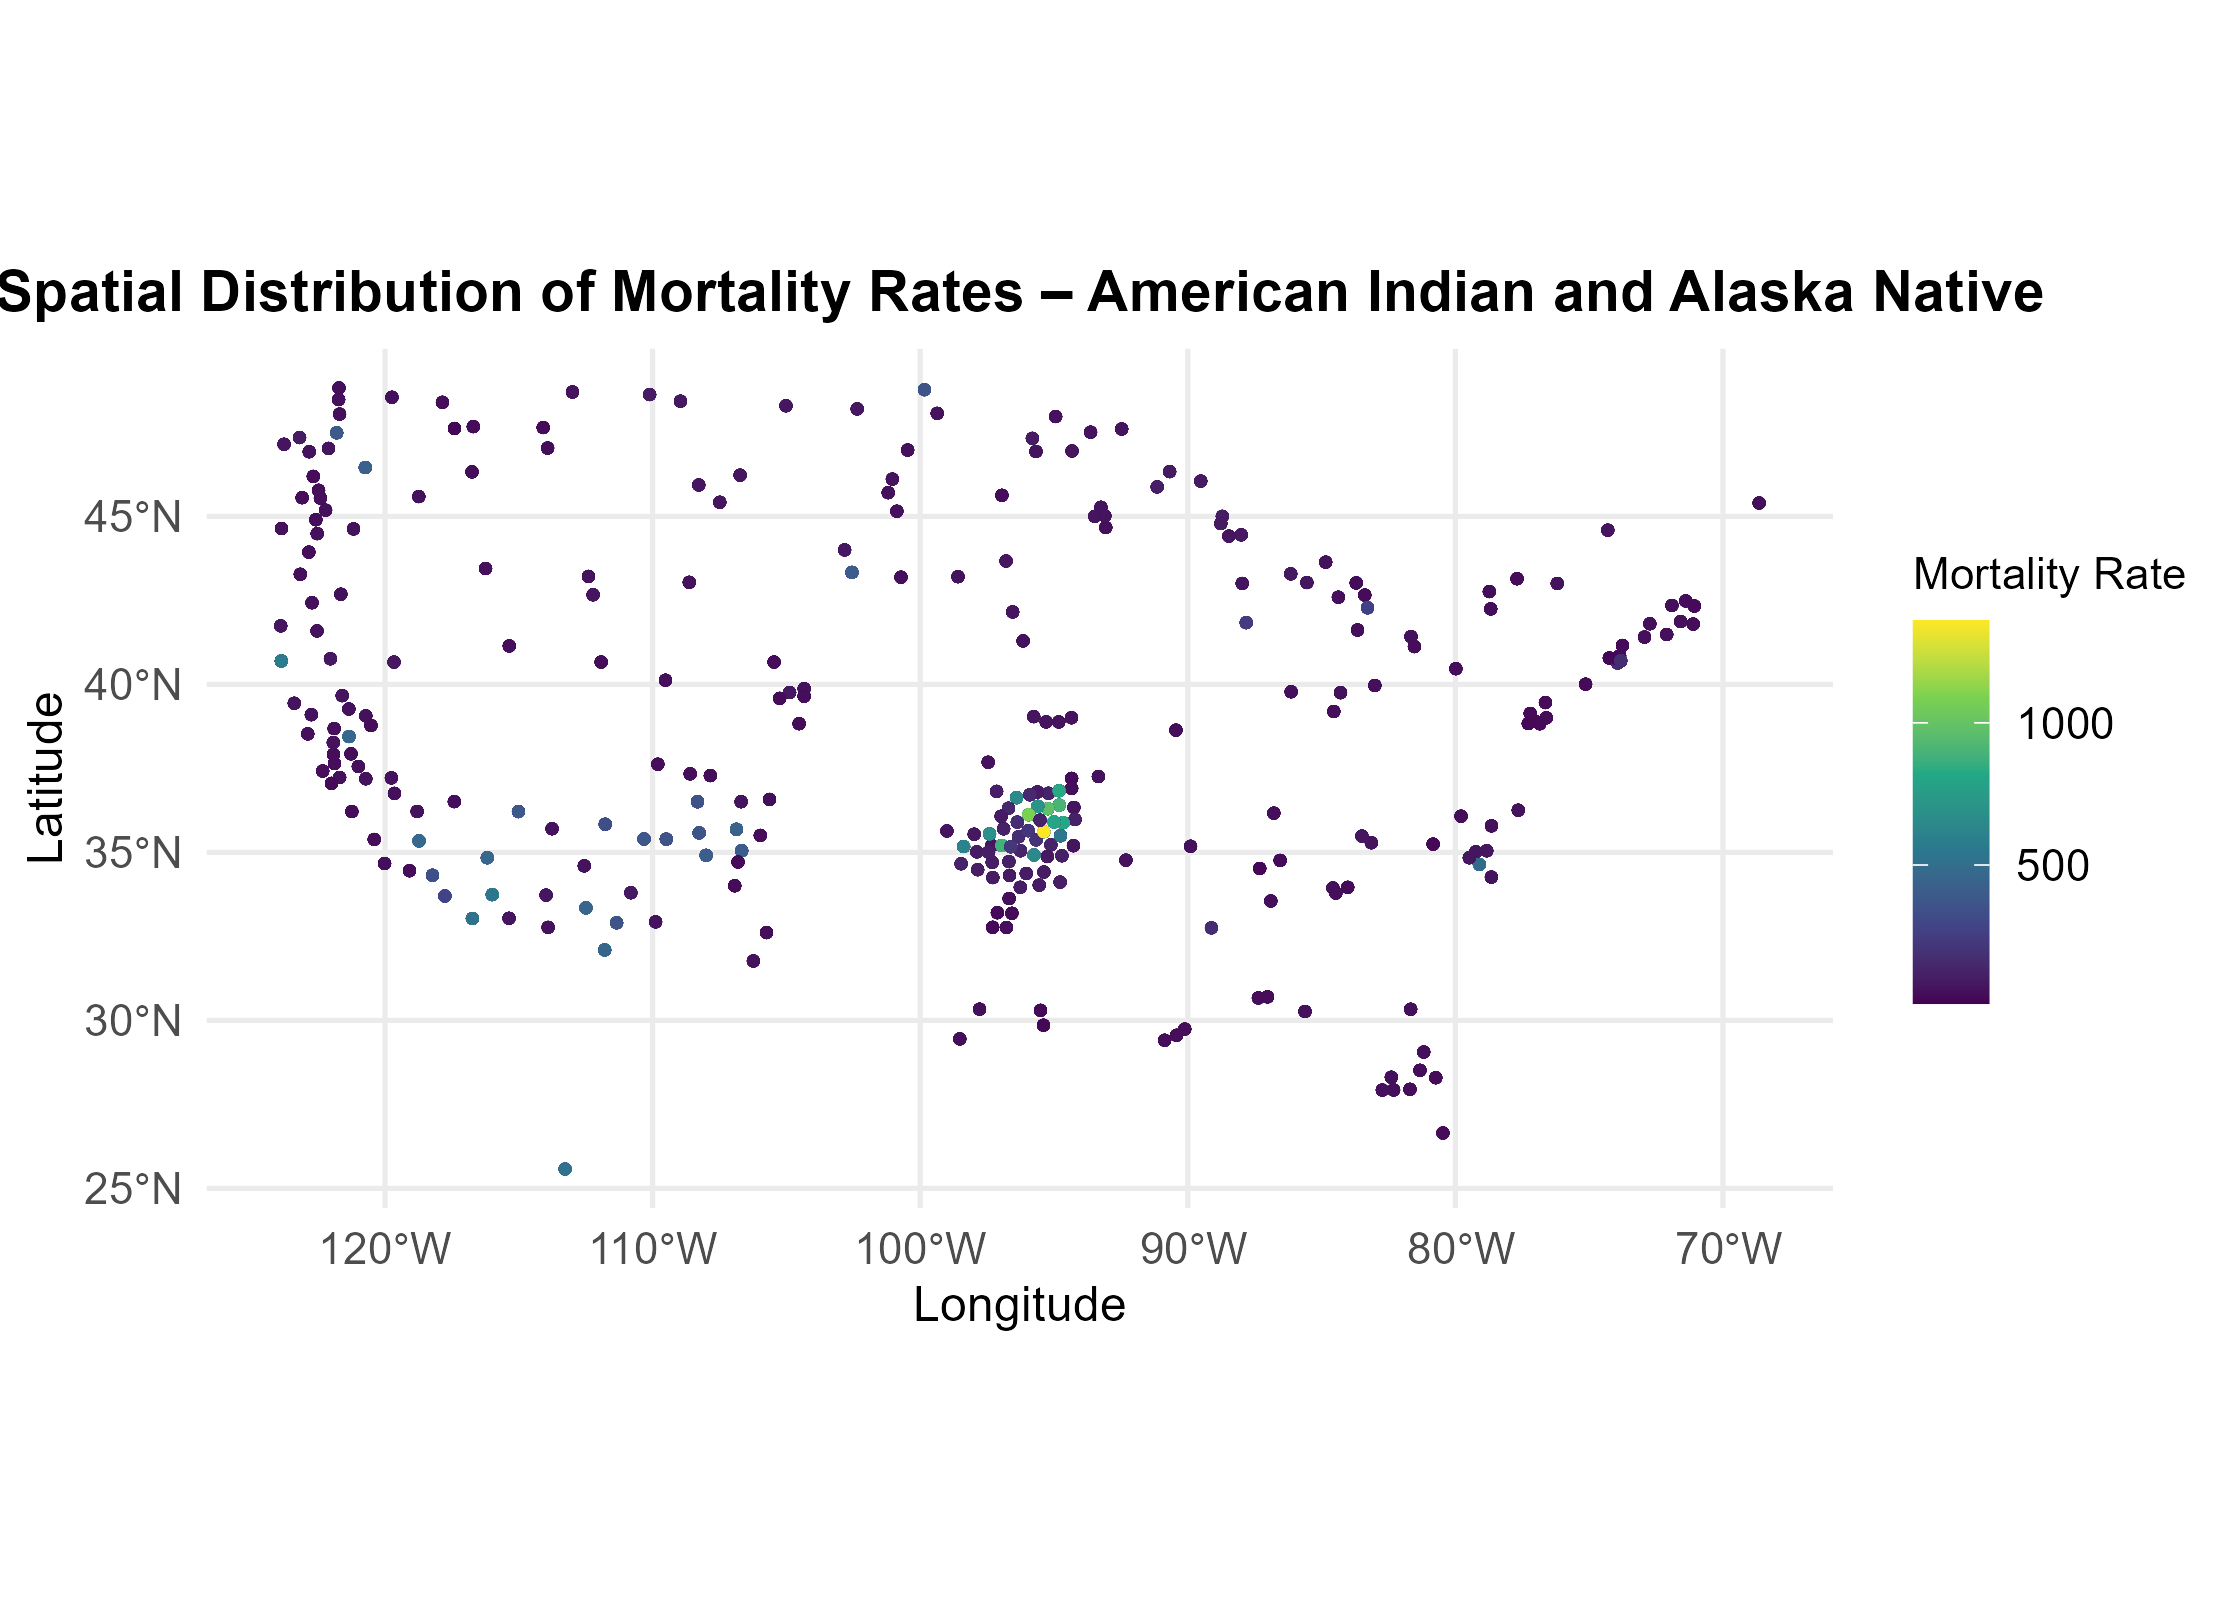 Spatial Distribution of Mortality Rates – American Indian and Alaska Native
Mortality Rate
1000
500
45°N
40°N
35°N
30°N
25°N
Latitude
120°W 110°W 100°W 90°W 80°W 70°W
Longitude